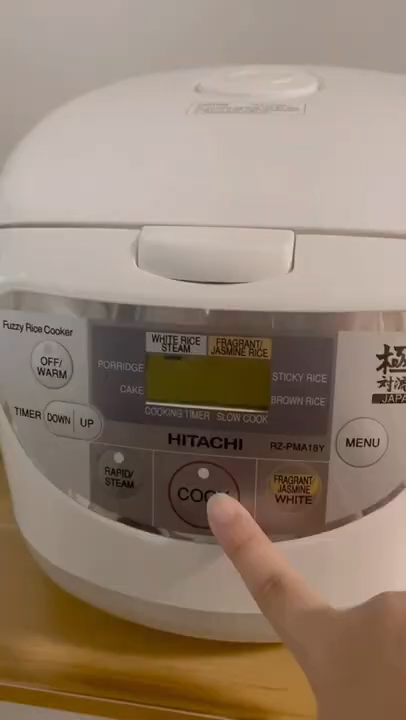 Fuzzy Rice Cooker
OFF/
WARM
TIMER
DOWN
UP
WHITE RICE
STEAM
FRAGRANT/
JASMINE RICE
PORRIDGE
CAKE
STICKY RICE
BROWN RICE
COOKING TIMER
SLOW COOK
HITACHI
RZ-PMA18Y
MENU
RAPID/
STEAM
COOK
FRAGRANT/
JASMINE
WHITE
極